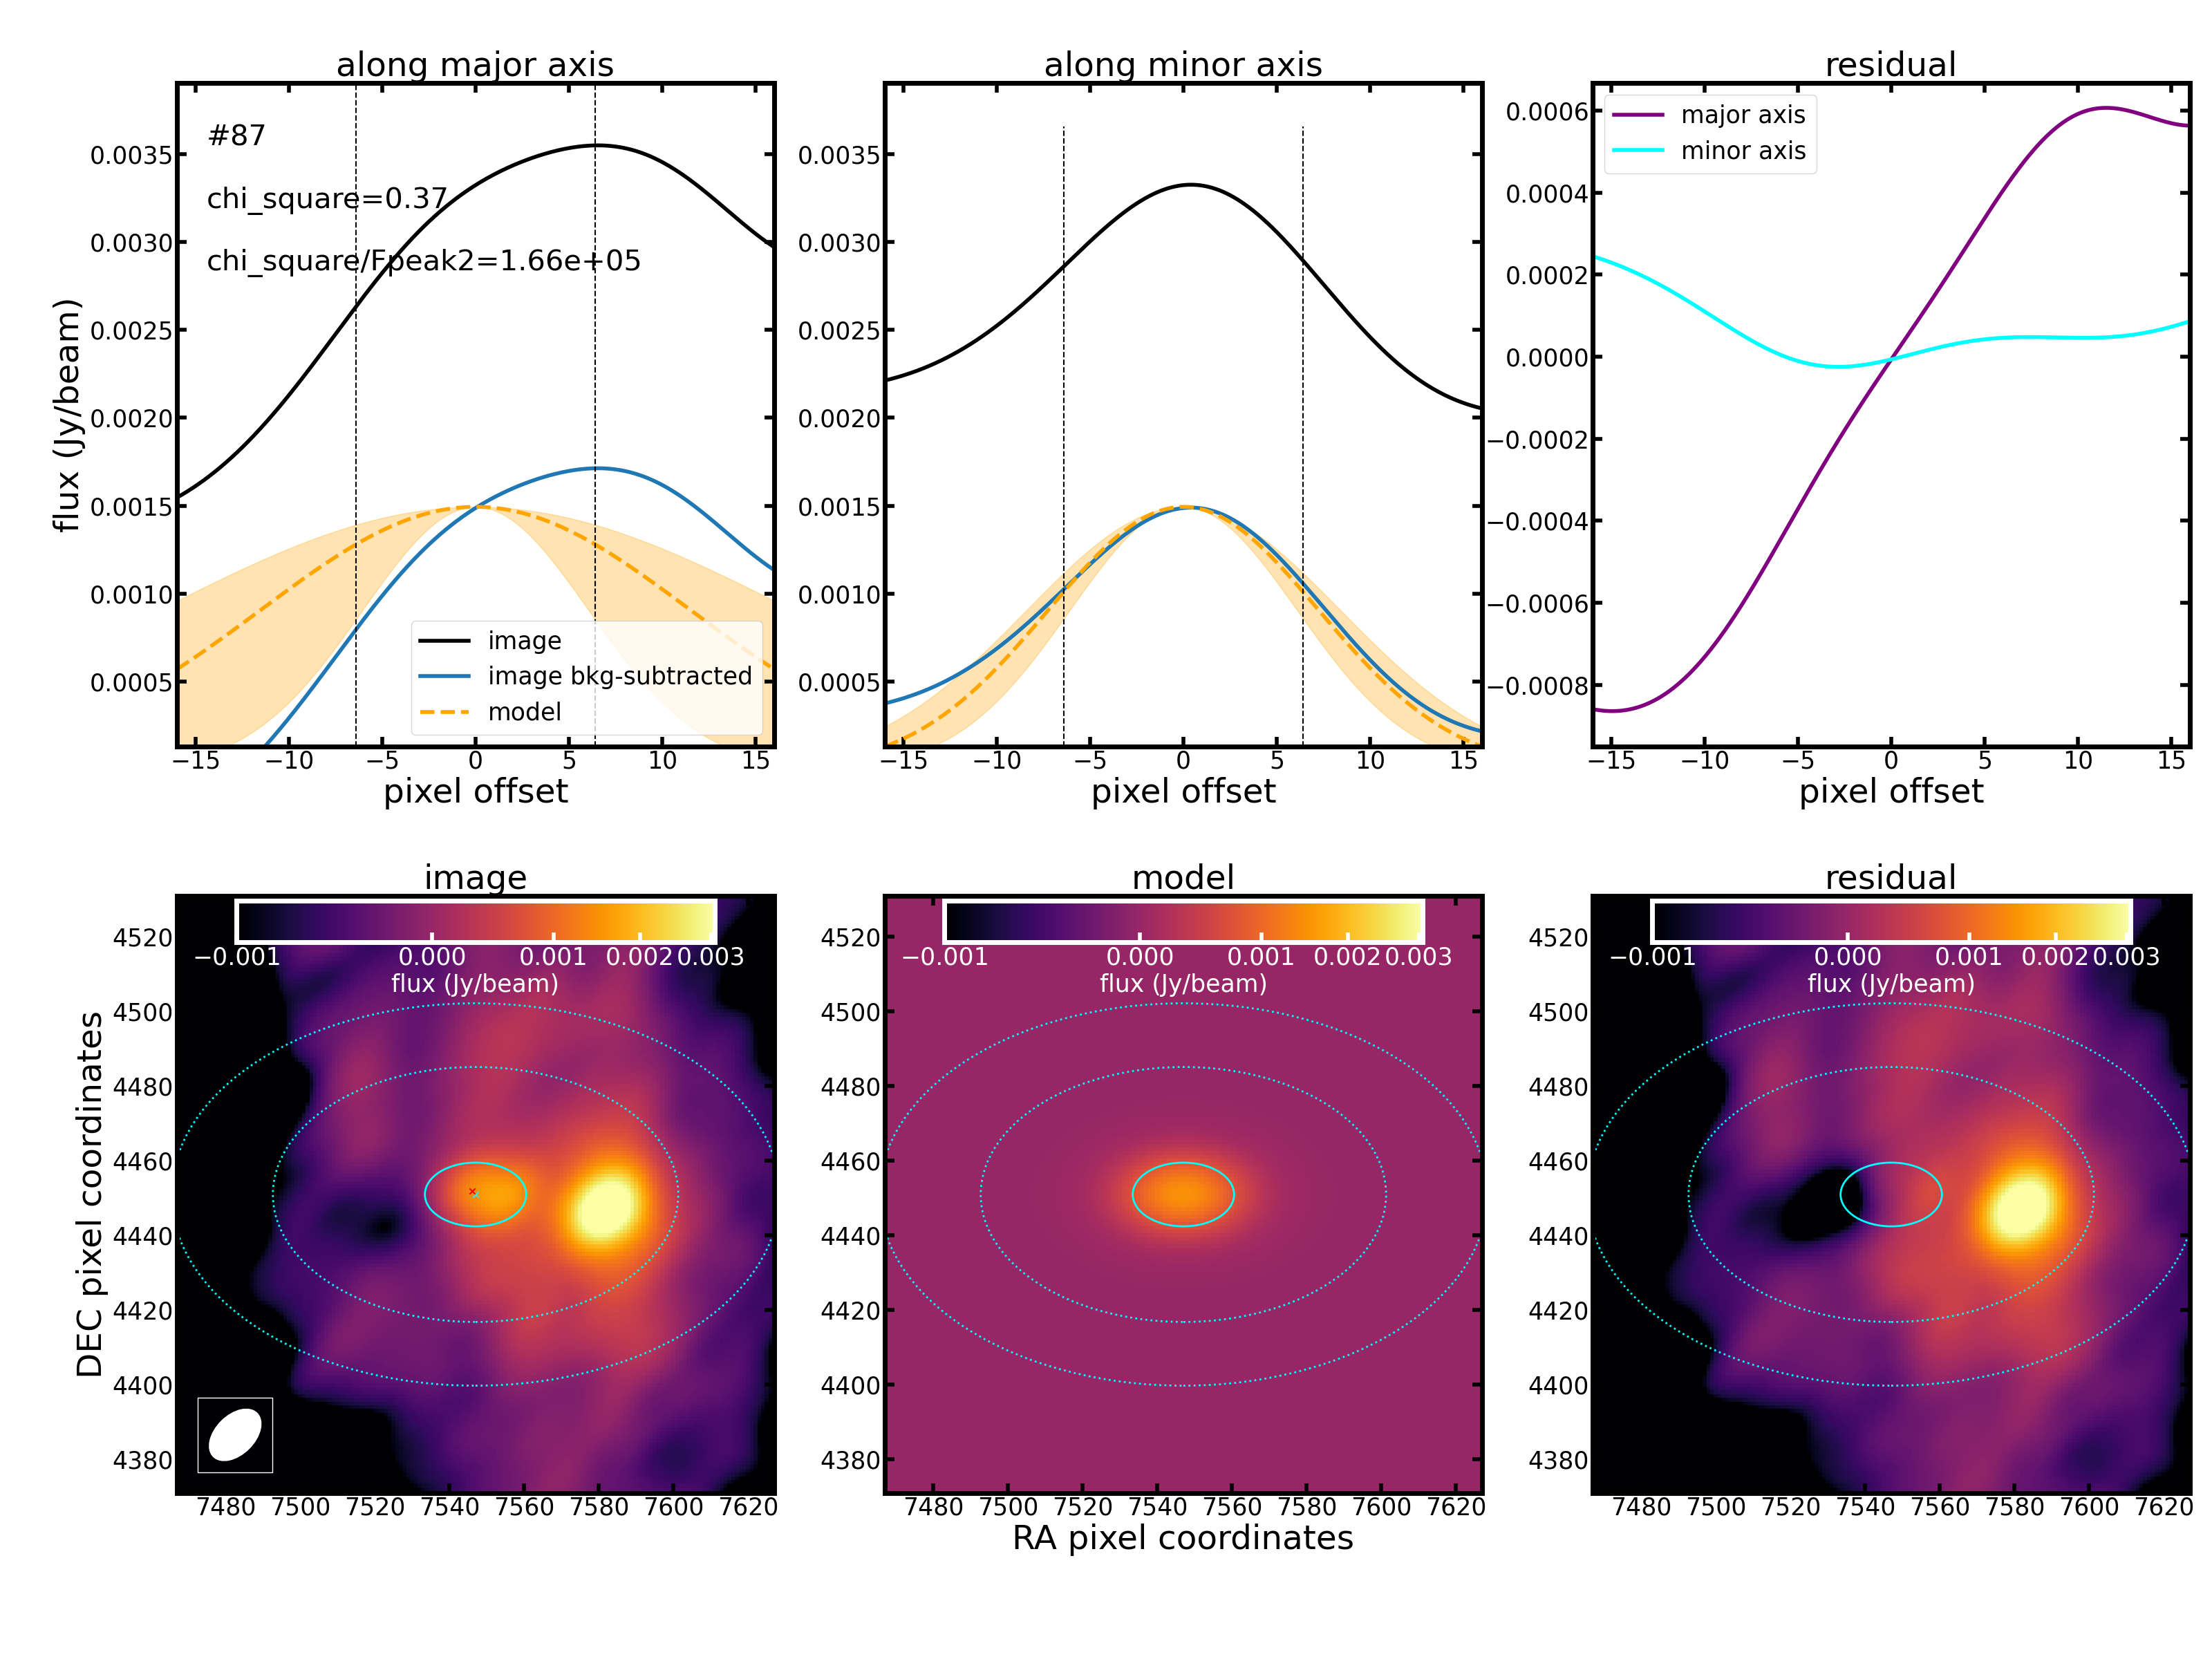 along major axis
along minor axis
residual
#87
chi_square=0.37
chi_square/Fpeak2=1.66e+05
flux (Jy/beam)
0.0035
0.0030
0.0025
0.0020
0.0015
0.0010
0.0005
image
image bkg-subtracted
model
−15 −10 −5 0 5 10 15
pixel offset
0.0035
0.0030
0.0025
0.0020
0.0015
0.0010
0.0005
−15 −10 −5 0 5 10 15
pixel offset
major axis
minor axis
0.0006
0.0004
0.0002
0.0000
−0.0002
−0.0004
−0.0006
−0.0008
−15 −10 −5 0 5 10 15
pixel offset
image
model
residual
−0.001 0.000 0.001 0.002 0.003
flux (Jy/beam)
DEC pixel coordinates
4520
4500
4480
4460
4440
4420
4400
4380
7480 7500 7520 7540 7560 7580 7600 7620
−0.001 0.000 0.001 0.002 0.003
flux (Jy/beam)
4520
4500
4480
4460
4440
4420
4400
4380
7480 7500 7520 7540 7560 7580 7600 7620
RA pixel coordinates
−0.001 0.000 0.001 0.002 0.003
flux (Jy/beam)
4520
4500
4480
4460
4440
4420
4400
4380
7480 7500 7520 7540 7560 7580 7600 7620